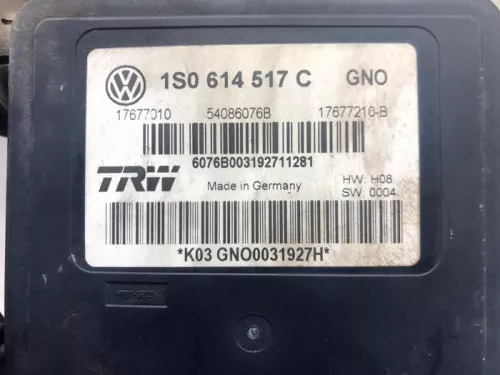 1S0 614 517 C GNO
17677010 54086076B 17677210-B
6076B003192711281
TRW Made in Germany HW: H08
SW: 0004
*K03 GNO0031927H*